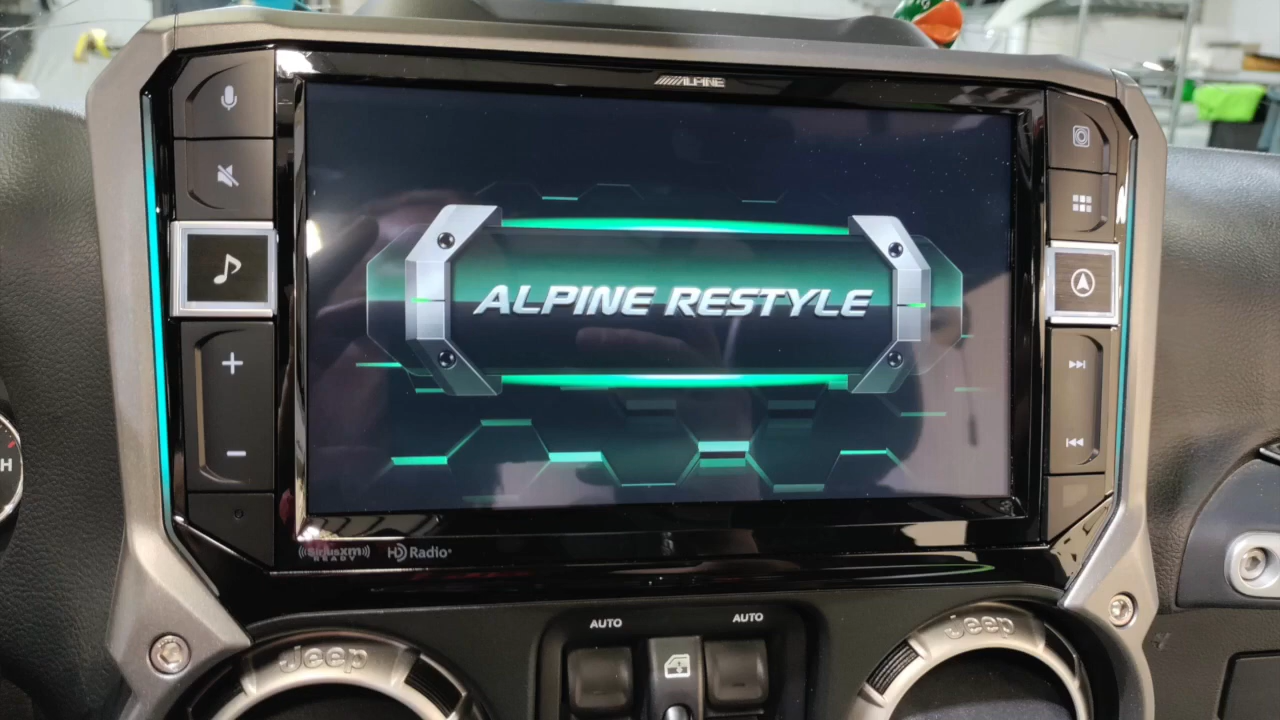 ALPINE
ALPINE RESTYLE
H
((SiriusXM))
READY
HD Radio
AUTO
AUTO
Jeep
Jeep